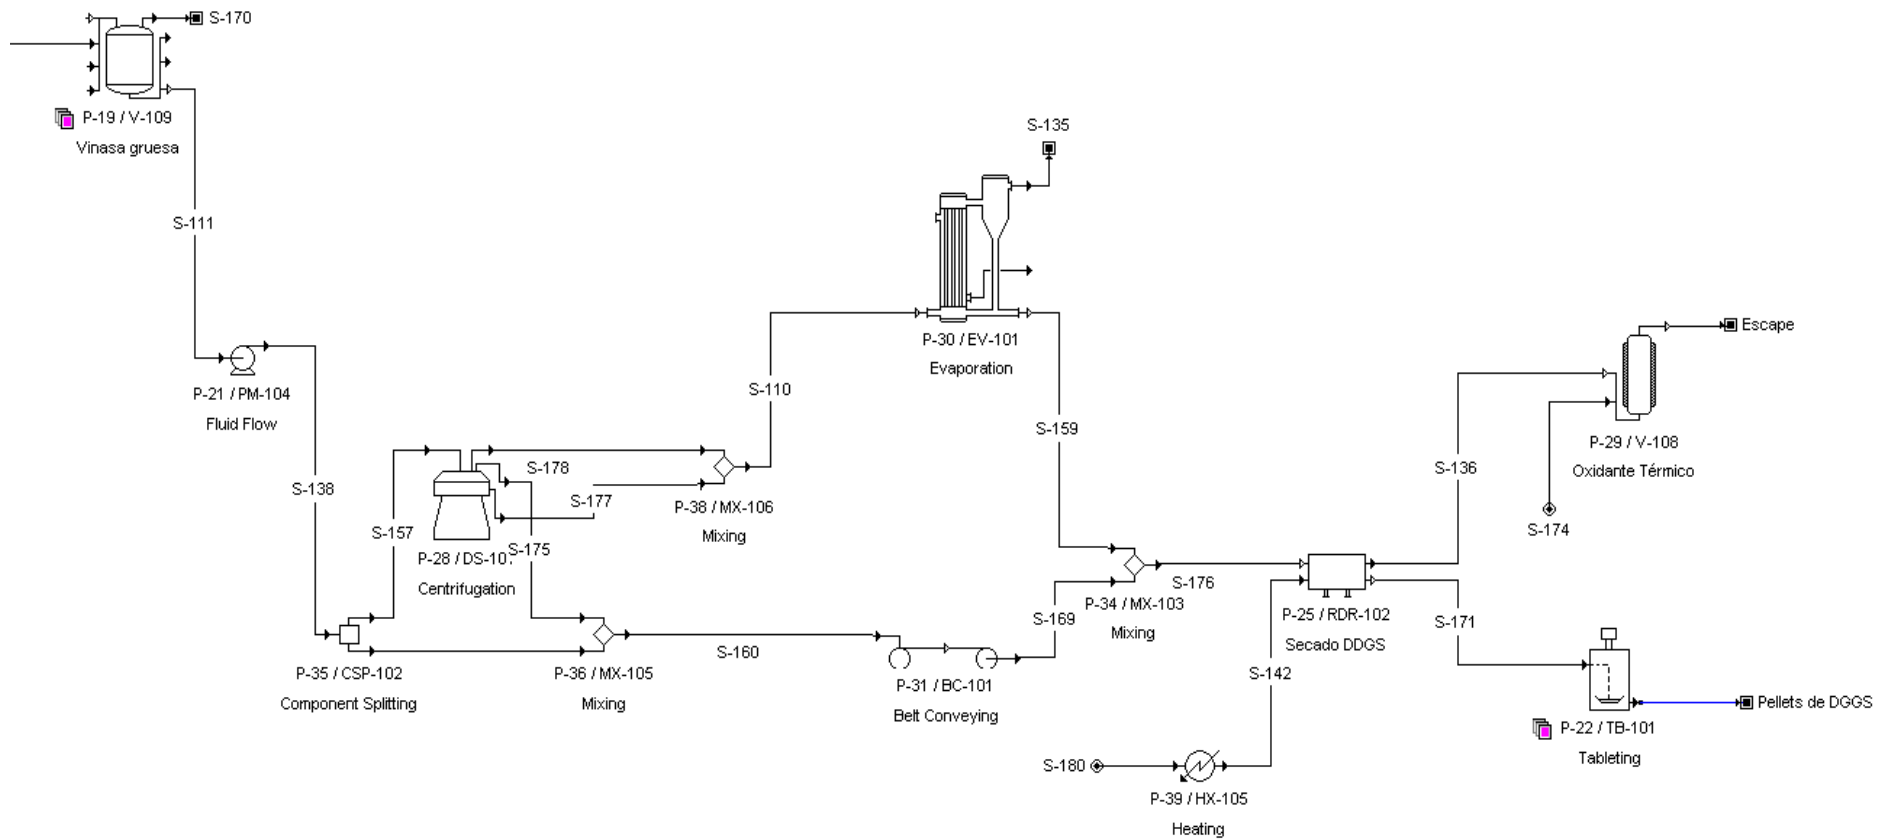 S-170
P-19 / V-109
Vinasa gruesa
S-111
P-21 / PM-104
Fluid Flow
S-138
P-35 / CSP-102
Component Splitting
S-157
P-28 / DS-10
Centrifugation
S-178
S-177
S-175
P-38 / MX-106
Mixing
P-36 / MX-105
Mixing
S-110
S-160
S-135
P-30 / EV-101
Evaporation
S-159
P-31 / BC-101
Belt Conveying
S-169
P-34 / MX-103
Mixing
S-176
S-180
P-39 / HX-105
Heating
S-142
P-25 / RDR-102
Secado DDGS
S-136
S-171
Escape
P-29 / V-108
Oxidante Térmico
S-174
Pellets de DGGS
P-22 / TB-101
Tableting